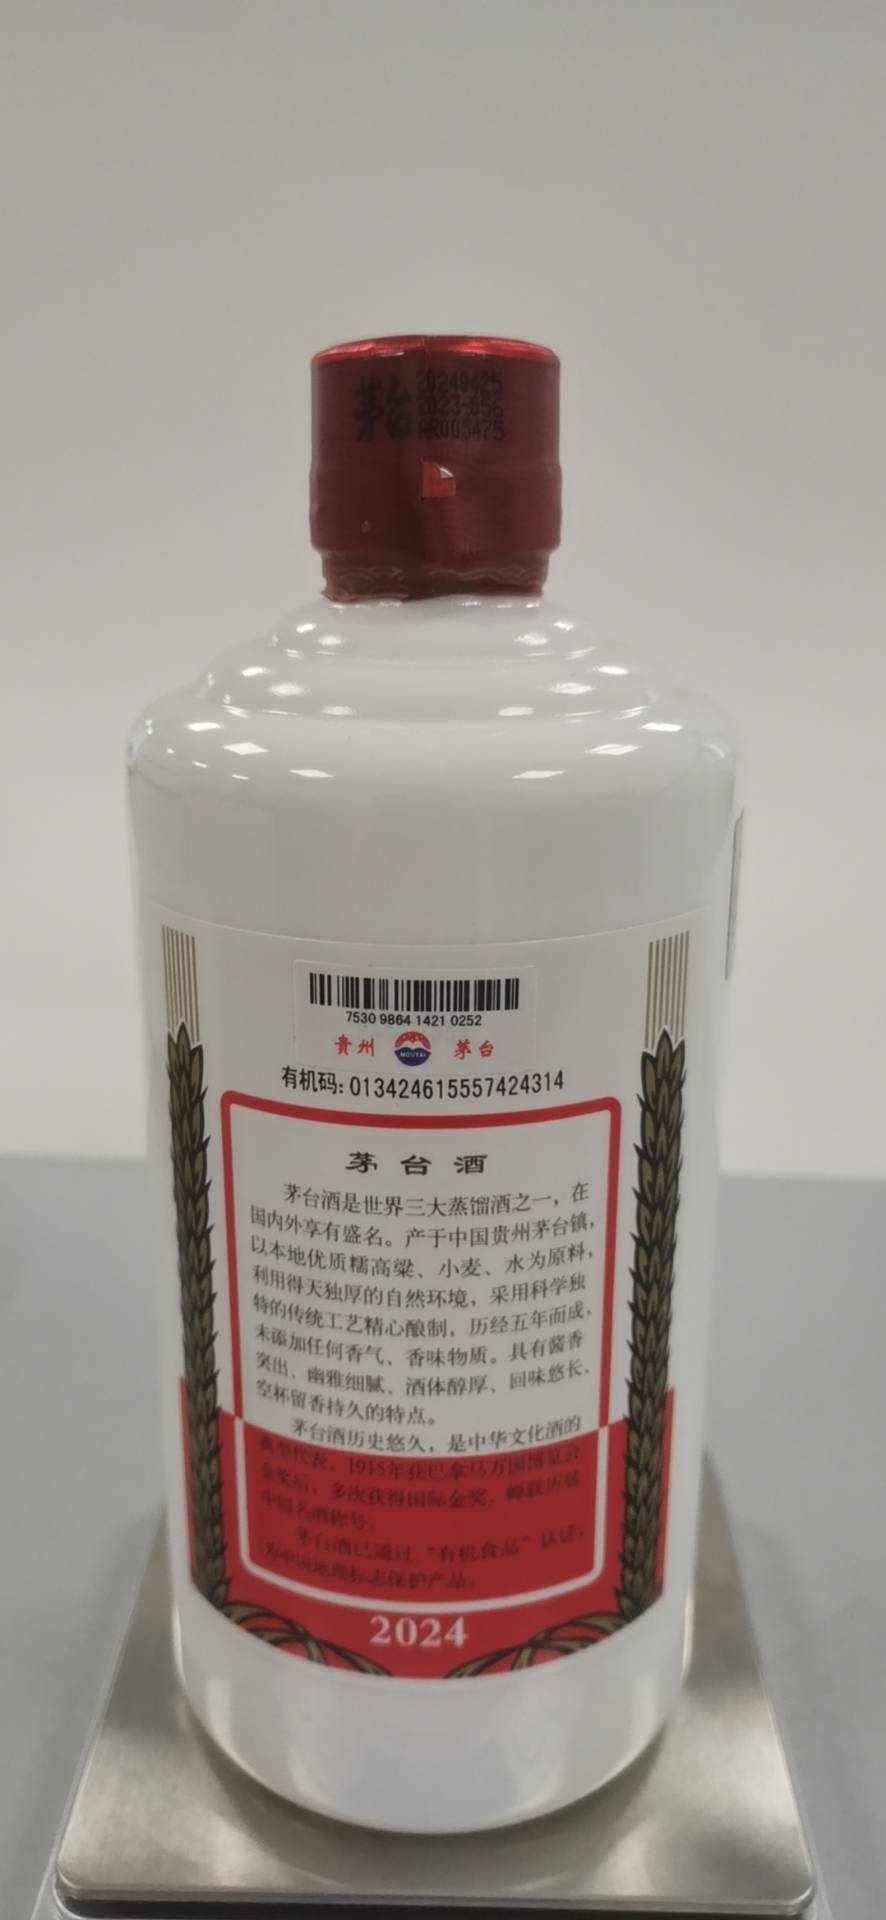 茅台
20240425
2023-056
AR005475
7530 9864 1421 0252
貴州 MOUTAI 茅台
有机码:013424615557424314
茅台酒
茅台酒是世界三大蒸馏酒之一，在
国内外享有盛名。产于中国贵州茅台镇，
以本地优质糯高粱、小麦、水为原料，
利用得天独厚的自然环境，采用科学独
特的传统工艺精心酿制，历经五年而成，
未添加任何香气、香味物质。具有酱香
突出、幽雅细腻、酒体醇厚、回味悠长、
空杯留香持久的特点。
茅台酒历史悠久，是中华文化酒的
典型代表，1915年获巴拿马万国博览会
金奖后，多次获得国际金奖，蝉联历届
中国名酒称号。
茅台酒已通过“有机食品”认证，
为中国地理标志保护产品。
2024